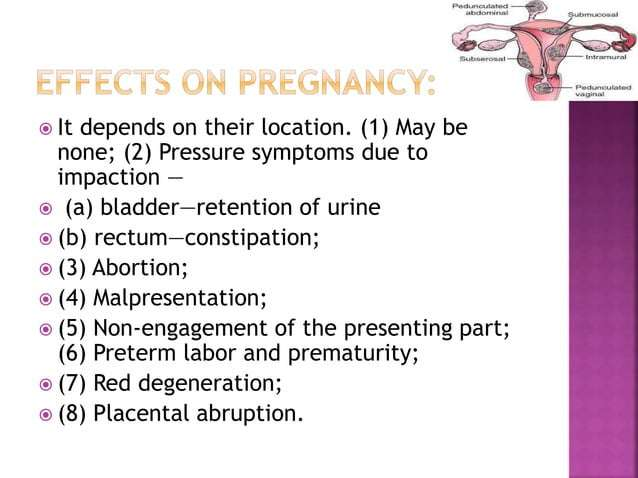 Pedunculated
abdominal
Submucosal
Subserosal
Intramural
Pedunculated
vaginal
EFFECTS ON PREGNANCY:
It depends on their location. (1) May be
none; (2) Pressure symptoms due to
impaction —
(a) bladder—retention of urine
(b) rectum—constipation;
(3) Abortion;
(4) Malpresentation;
(5) Non-engagement of the presenting part;
(6) Preterm labor and prematurity;
(7) Red degeneration;
(8) Placental abruption.